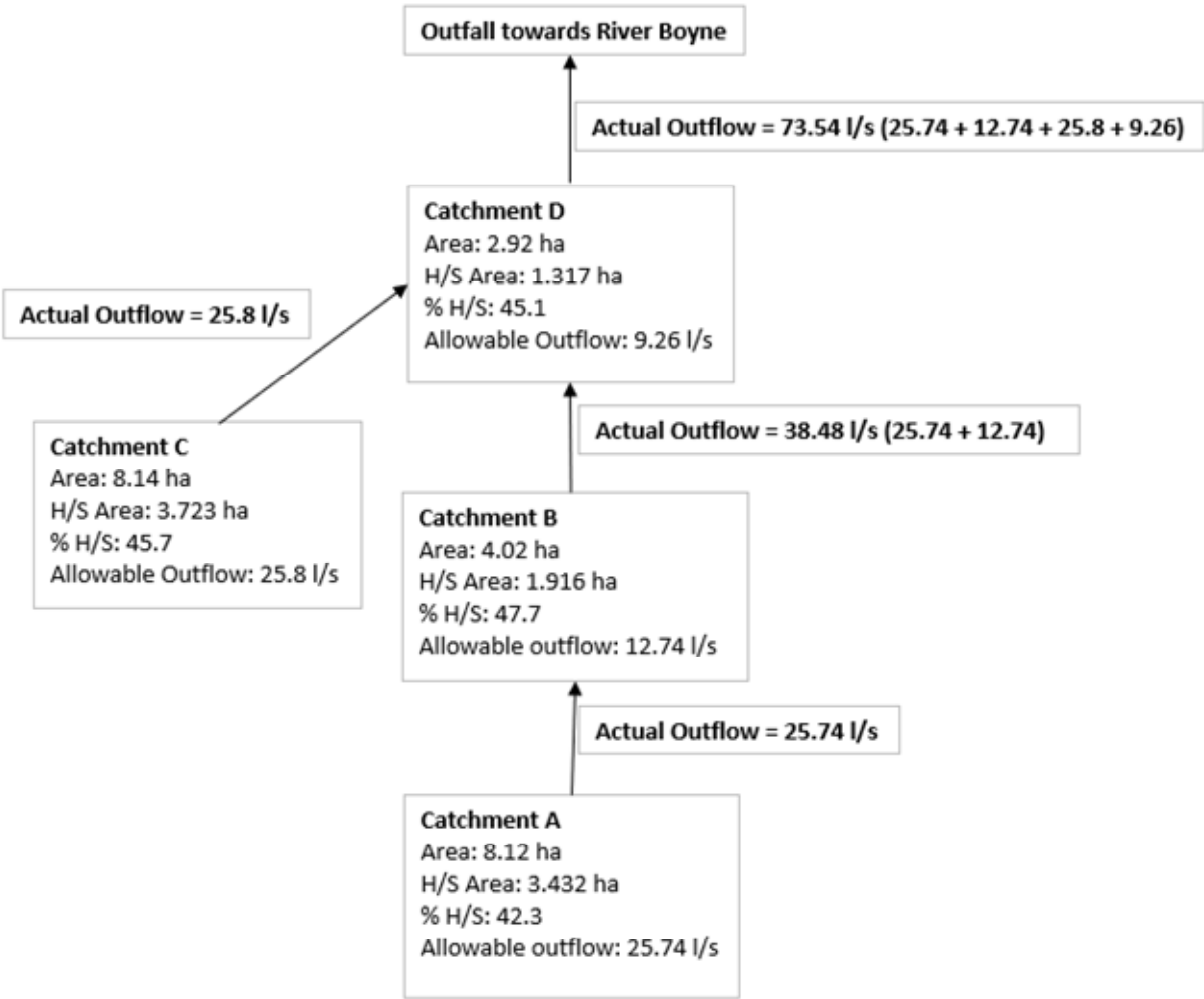 Outfall towards River Boyne
Actual Outflow = 73.54 l/s (25.74 + 12.74 + 25.8 + 9.26)
Catchment D
Area: 2.92 ha
H/S Area: 1.317 ha
% H/S: 45.1
Allowable Outflow: 9.26 l/s
Actual Outflow = 25.8 l/s
Actual Outflow = 38.48 l/s (25.74 + 12.74)
Catchment C
Area: 8.14 ha
H/S Area: 3.723 ha
% H/S: 45.7
Allowable Outflow: 25.8 l/s
Catchment B
Area: 4.02 ha
H/S Area: 1.916 ha
% H/S: 47.7
Allowable outflow: 12.74 l/s
Actual Outflow = 25.74 l/s
Catchment A
Area: 8.12 ha
H/S Area: 3.432 ha
% H/S: 42.3
Allowable outflow: 25.74 l/s